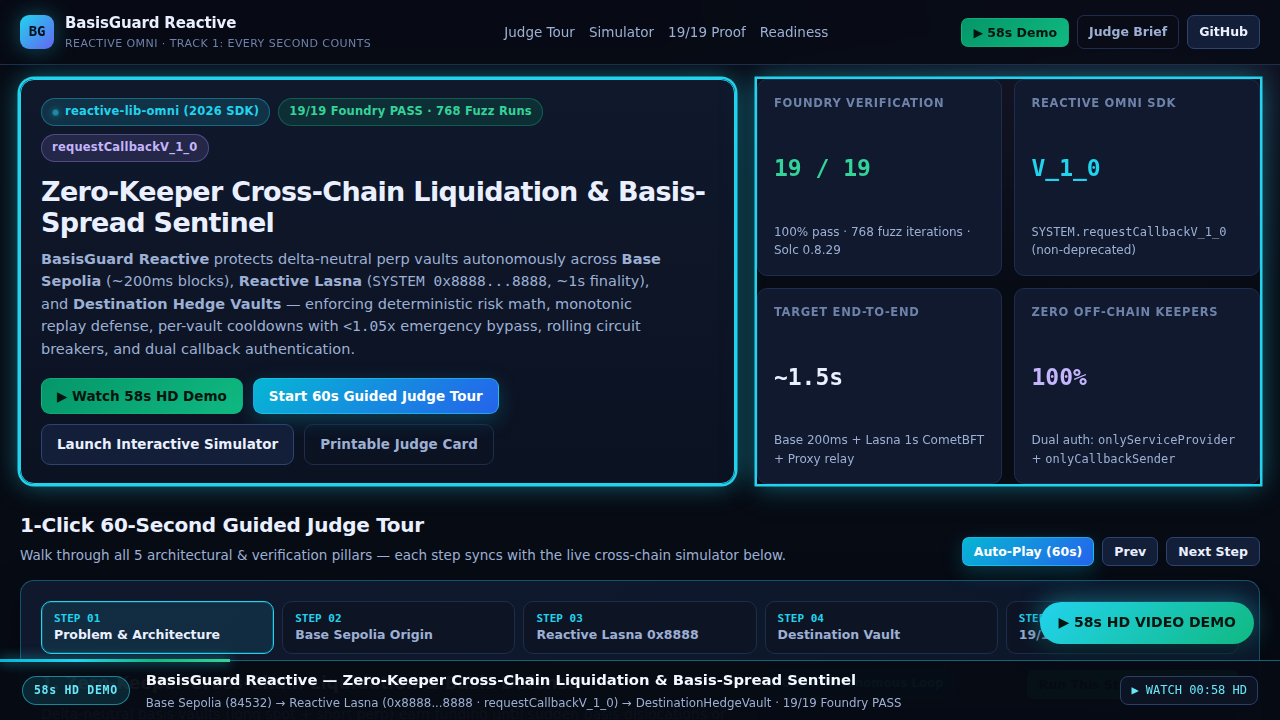 BG
BasisGuard Reactive
REACTIVE OMNI · TRACK 1: EVERY SECOND COUNTS
Judge Tour
Simulator
19/19 Proof
Readiness
▶ 58s Demo
Judge Brief
GitHub
reactive-lib-omni (2026 SDK)
19/19 Foundry PASS · 768 Fuzz Runs
requestCallbackV_1_0
Zero-Keeper Cross-Chain Liquidation & Basis-
Spread Sentinel
BasisGuard Reactive protects delta-neutral perp vaults autonomously across Base
Sepolia (~200ms blocks), Reactive Lasna (SYSTEM 0x8888...8888, ~1s finality),
and Destination Hedge Vaults — enforcing deterministic risk math, monotonic
replay defense, per-vault cooldowns with <1.05x emergency bypass, rolling circuit
breakers, and dual callback authentication.
▶ Watch 58s HD Demo
Start 60s Guided Judge Tour
Launch Interactive Simulator
Printable Judge Card
FOUNDRY VERIFICATION
19 / 19
100% pass · 768 fuzz iterations ·
Solc 0.8.29
REACTIVE OMNI SDK
V_1_0
SYSTEM.requestCallbackV_1_0
(non-deprecated)
TARGET END-TO-END
~1.5s
Base 200ms + Lasna 1s CometBFT
+ Proxy relay
ZERO OFF-CHAIN KEEPERS
100%
Dual auth: onlyServiceProvider
+ onlyCallbackSender
1-Click 60-Second Guided Judge Tour
Walk through all 5 architectural & verification pillars — each step syncs with the live cross-chain simulator below.
Auto-Play (60s)
Prev
Next Step
STEP 01
Problem & Architecture
STEP 02
Base Sepolia Origin
STEP 03
Reactive Lasna 0x8888
STEP 04
Destination Vault
▶ 58s HD VIDEO DEMO
58s HD DEMO
BasisGuard Reactive — Zero-Keeper Cross-Chain Liquidation & Basis-Spread Sentinel
Base Sepolia (84532) → Reactive Lasna (0x8888...8888 · requestCallbackV_1_0) → DestinationHedgeVault · 19/19 Foundry PASS
▶ WATCH 00:58 HD